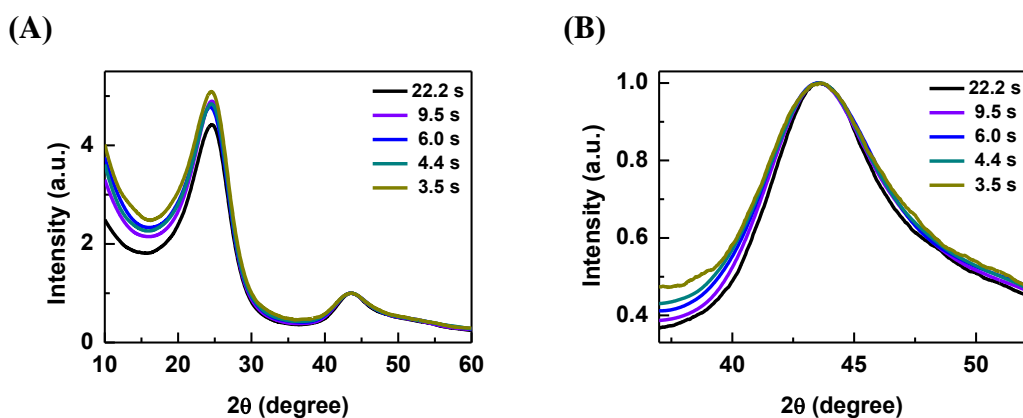 (A)
(B)
22.2 s
9.5 s
6.0 s
4.4 s
3.5 s
Intensity (a.u.)
4
2
0
10 20 30 40 50 60
2θ (degree)
22.2 s
9.5 s
6.0 s
4.4 s
3.5 s
Intensity (a.u.)
1.0
0.8
0.6
0.4
40 45 50
2θ (degree)